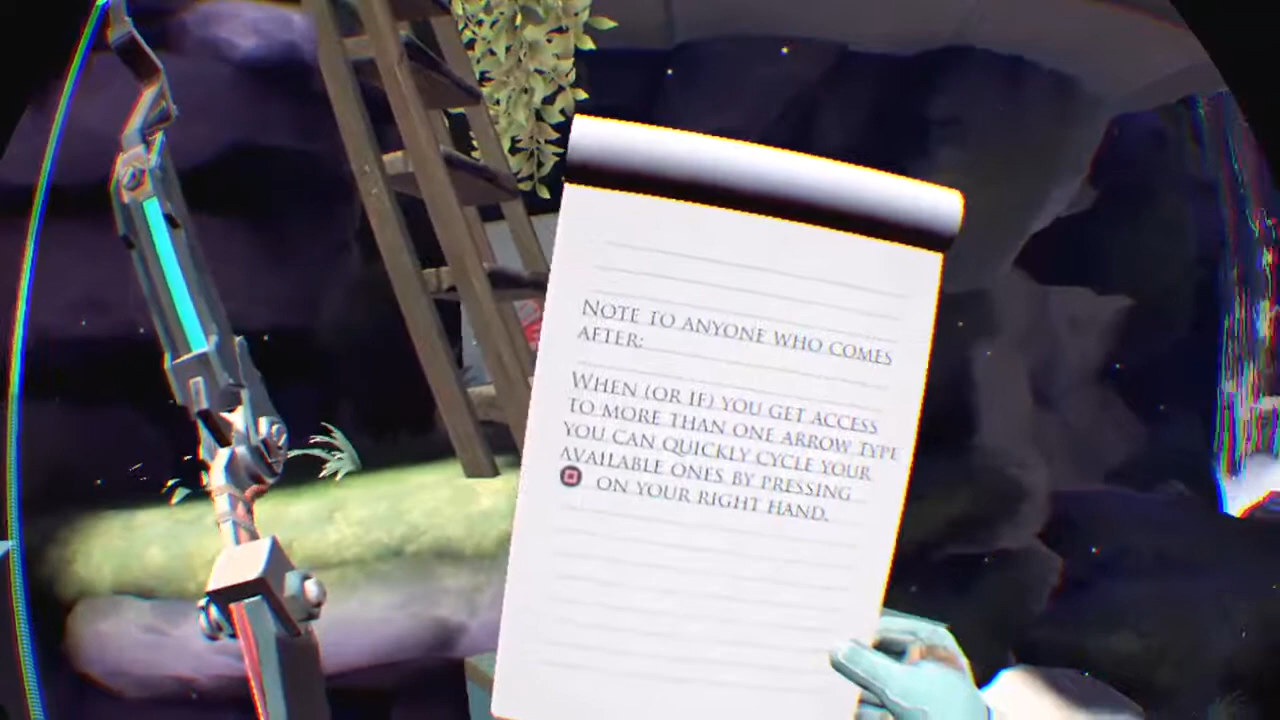 NOTE TO ANYONE WHO COMES
AFTER:
WHEN (OR IF) YOU GET ACCESS
TO MORE THAN ONE ARROW TYPE
YOU CAN QUICKLY CYCLE YOUR
AVAILABLE ONES BY PRESSING
ON YOUR RIGHT HAND.